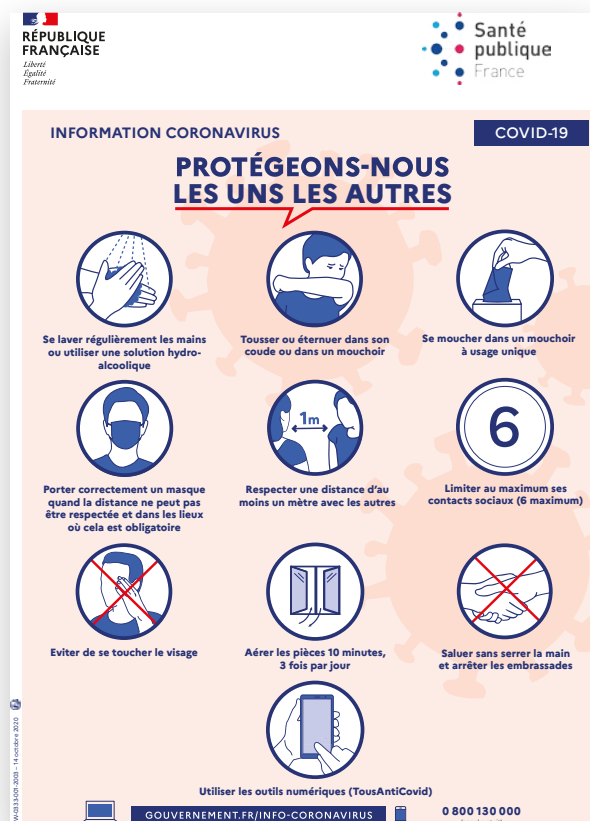 RÉPUBLIQUE
FRANÇAISE
Liberté
Égalité
Fraternité
Santé
publique
France
INFORMATION CORONAVIRUS
COVID-19
PROTÉGEONS-NOUS
LES UNS LES AUTRES
Se laver régulièrement les mains
ou utiliser une solution hydro-
alcoolique
Tousser ou éternuer dans son
coude ou dans un mouchoir
Se moucher dans un mouchoir
à usage unique
1m
6
Porter correctement un masque
quand la distance ne peut pas
être respectée et dans les lieux
où cela est obligatoire
Respecter une distance d’au
moins un mètre avec les autres
Limiter au maximum ses
contacts sociaux (6 maximum)
Eviter de se toucher le visage
Aérer les pièces 10 minutes,
3 fois par jour
Saluer sans serrer la main
et arrêter les embrassades
Utiliser les outils numériques (TousAntiCovid)
GOUVERNEMENT.FR/INFO-CORONAVIRUS
0 800 130 000
W-0333-001-2003 – 14 octobre 2020